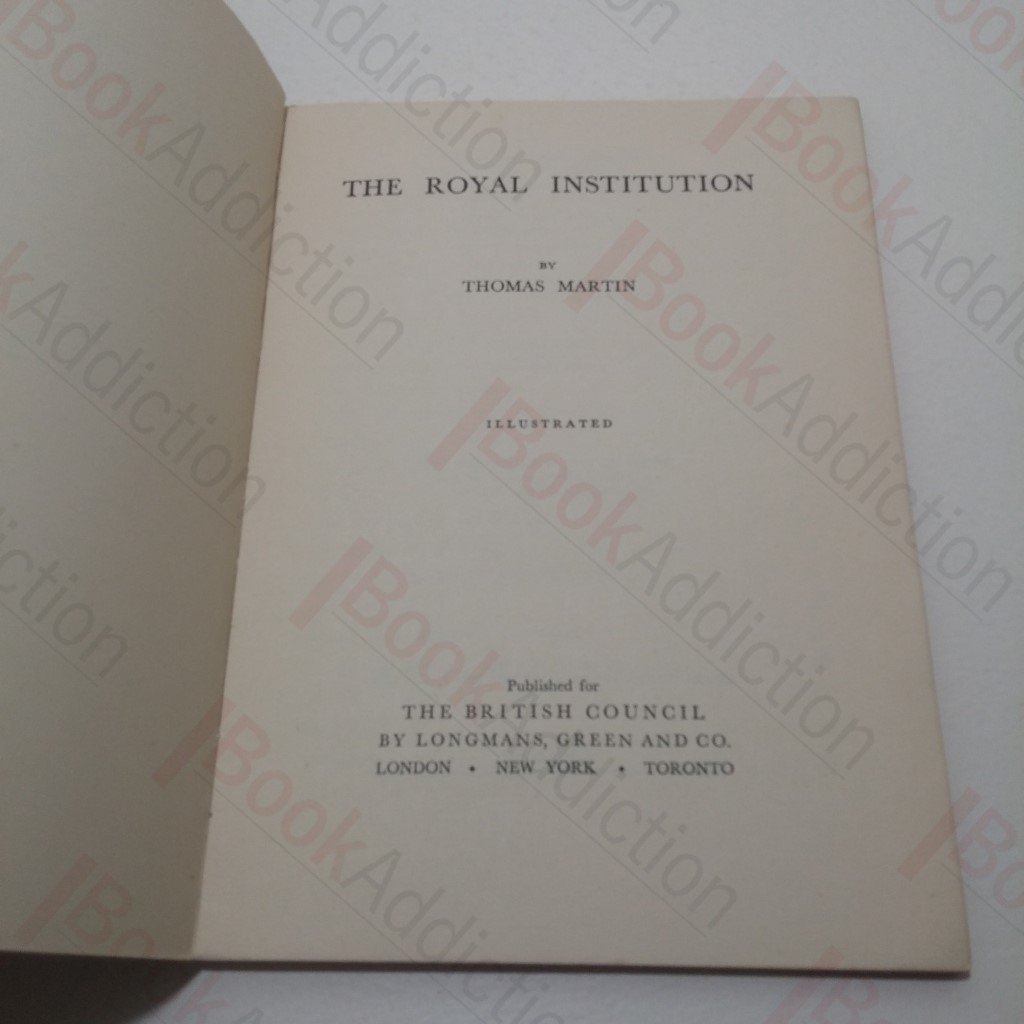 THE ROYAL INSTITUTION
BY
THOMAS MARTIN
ILLUSTRATED
Published for
THE BRITISH COUNCIL
BY LONGMANS, GREEN AND CO.
LONDON • NEW YORK • TORONTO
BookAddiction